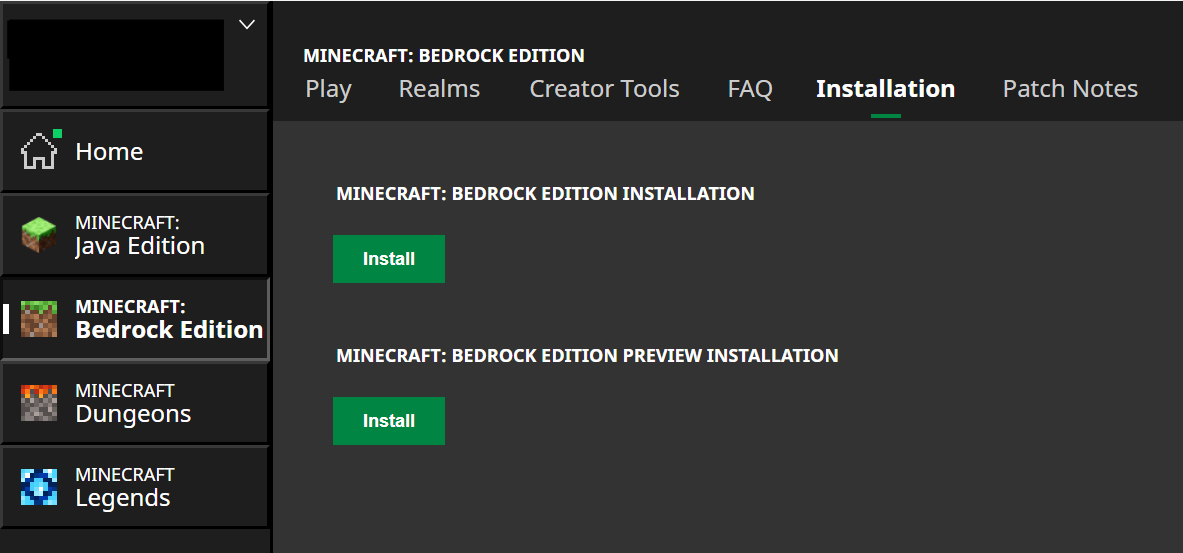 Home
MINECRAFT:
Java Edition
MINECRAFT:
Bedrock Edition
MINECRAFT
Dungeons
MINECRAFT
Legends
MINECRAFT: BEDROCK EDITION
Play Realms Creator Tools FAQ Installation Patch Notes
MINECRAFT: BEDROCK EDITION INSTALLATION
Install
MINECRAFT: BEDROCK EDITION PREVIEW INSTALLATION
Install